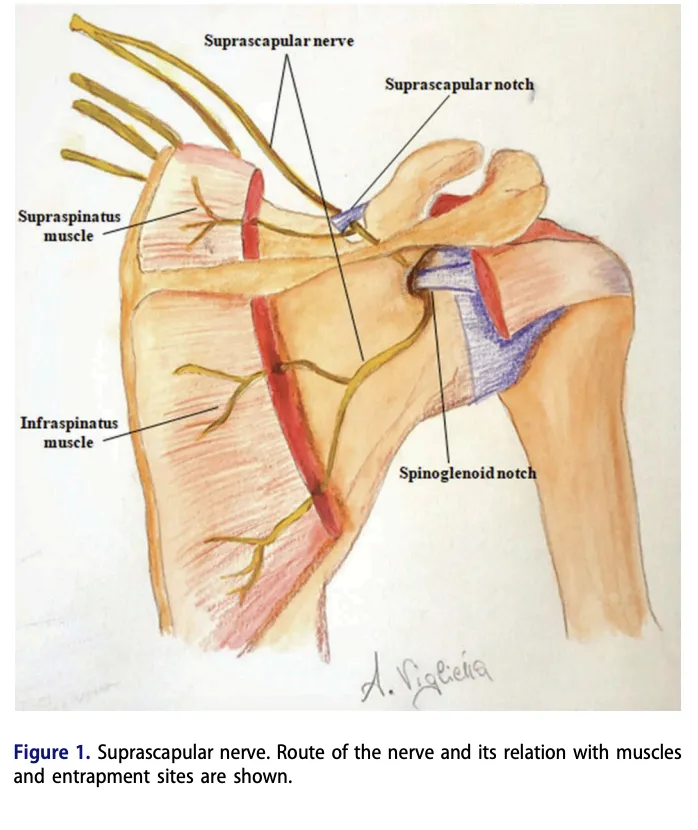 Suprascapular nerve
Suprascapular notch
Supraspinatus
muscle
Infraspinatus
muscle
Spinoglenoid notch
A. Viglietta
Figure 1. Suprascapular nerve. Route of the nerve and its relation with muscles
and entrapment sites are shown.